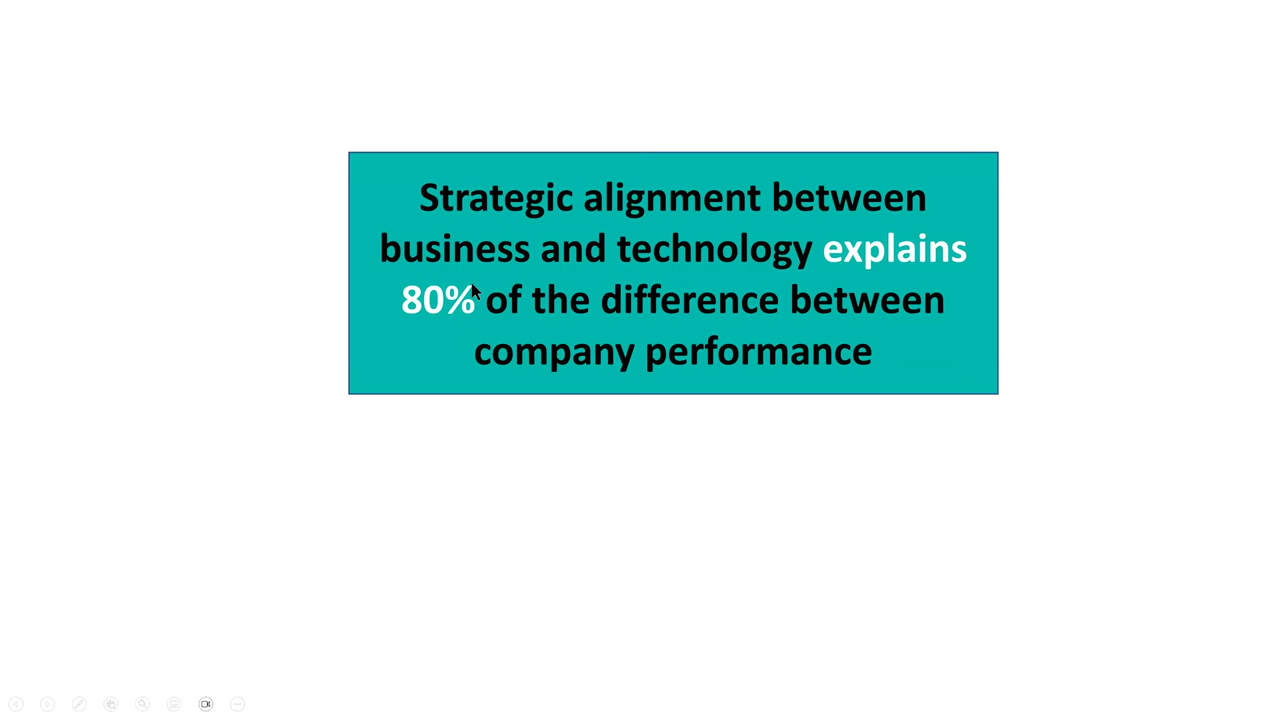 Strategic alignment between
business and technology explains
80% of the difference between
company performance